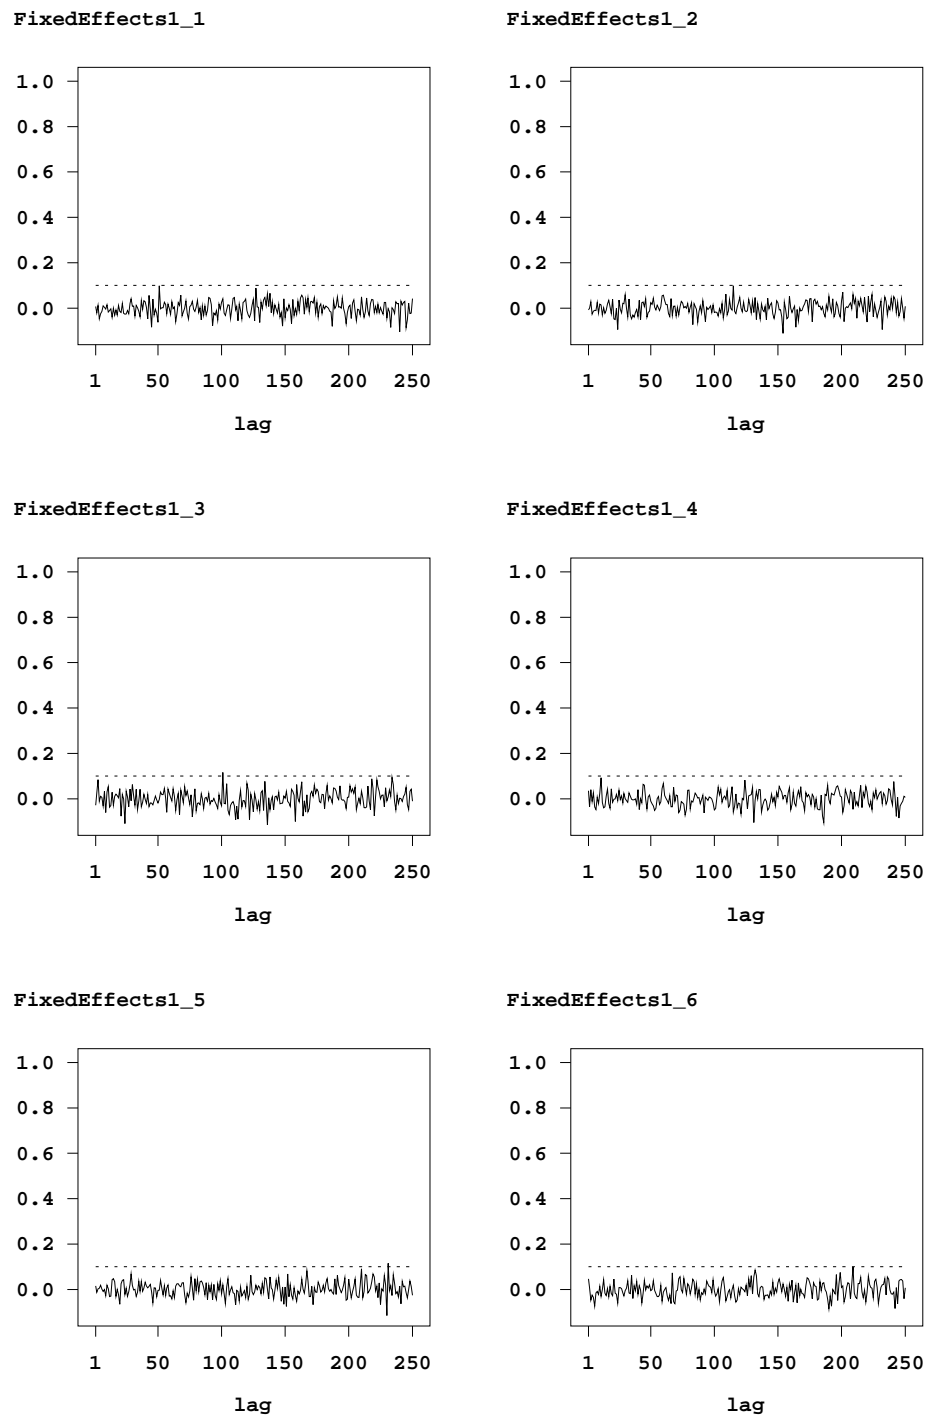 FixedEffects1_1
1.0
0.8
0.6
0.4
0.2
0.0
1 50 100 150 200 250
lag
FixedEffects1_2
1.0
0.8
0.6
0.4
0.2
0.0
1 50 100 150 200 250
lag
FixedEffects1_3
1.0
0.8
0.6
0.4
0.2
0.0
1 50 100 150 200 250
lag
FixedEffects1_4
1.0
0.8
0.6
0.4
0.2
0.0
1 50 100 150 200 250
lag
FixedEffects1_5
1.0
0.8
0.6
0.4
0.2
0.0
1 50 100 150 200 250
lag
FixedEffects1_6
1.0
0.8
0.6
0.4
0.2
0.0
1 50 100 150 200 250
lag